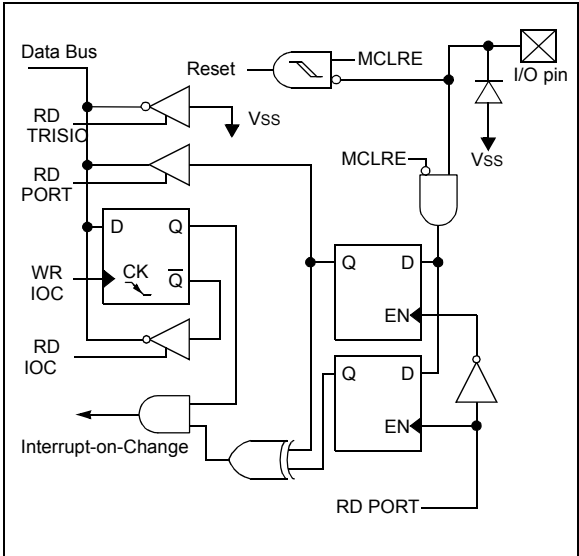 Data Bus
Reset
MCLRE
I/O pin
RD
TRISIO
VSS
VSS
RD
PORT
MCLRE
D
Q
WR
IOC
CK
Q
Q
D
EN
RD
IOC
Q
D
EN
Interrupt-on-Change
RD PORT